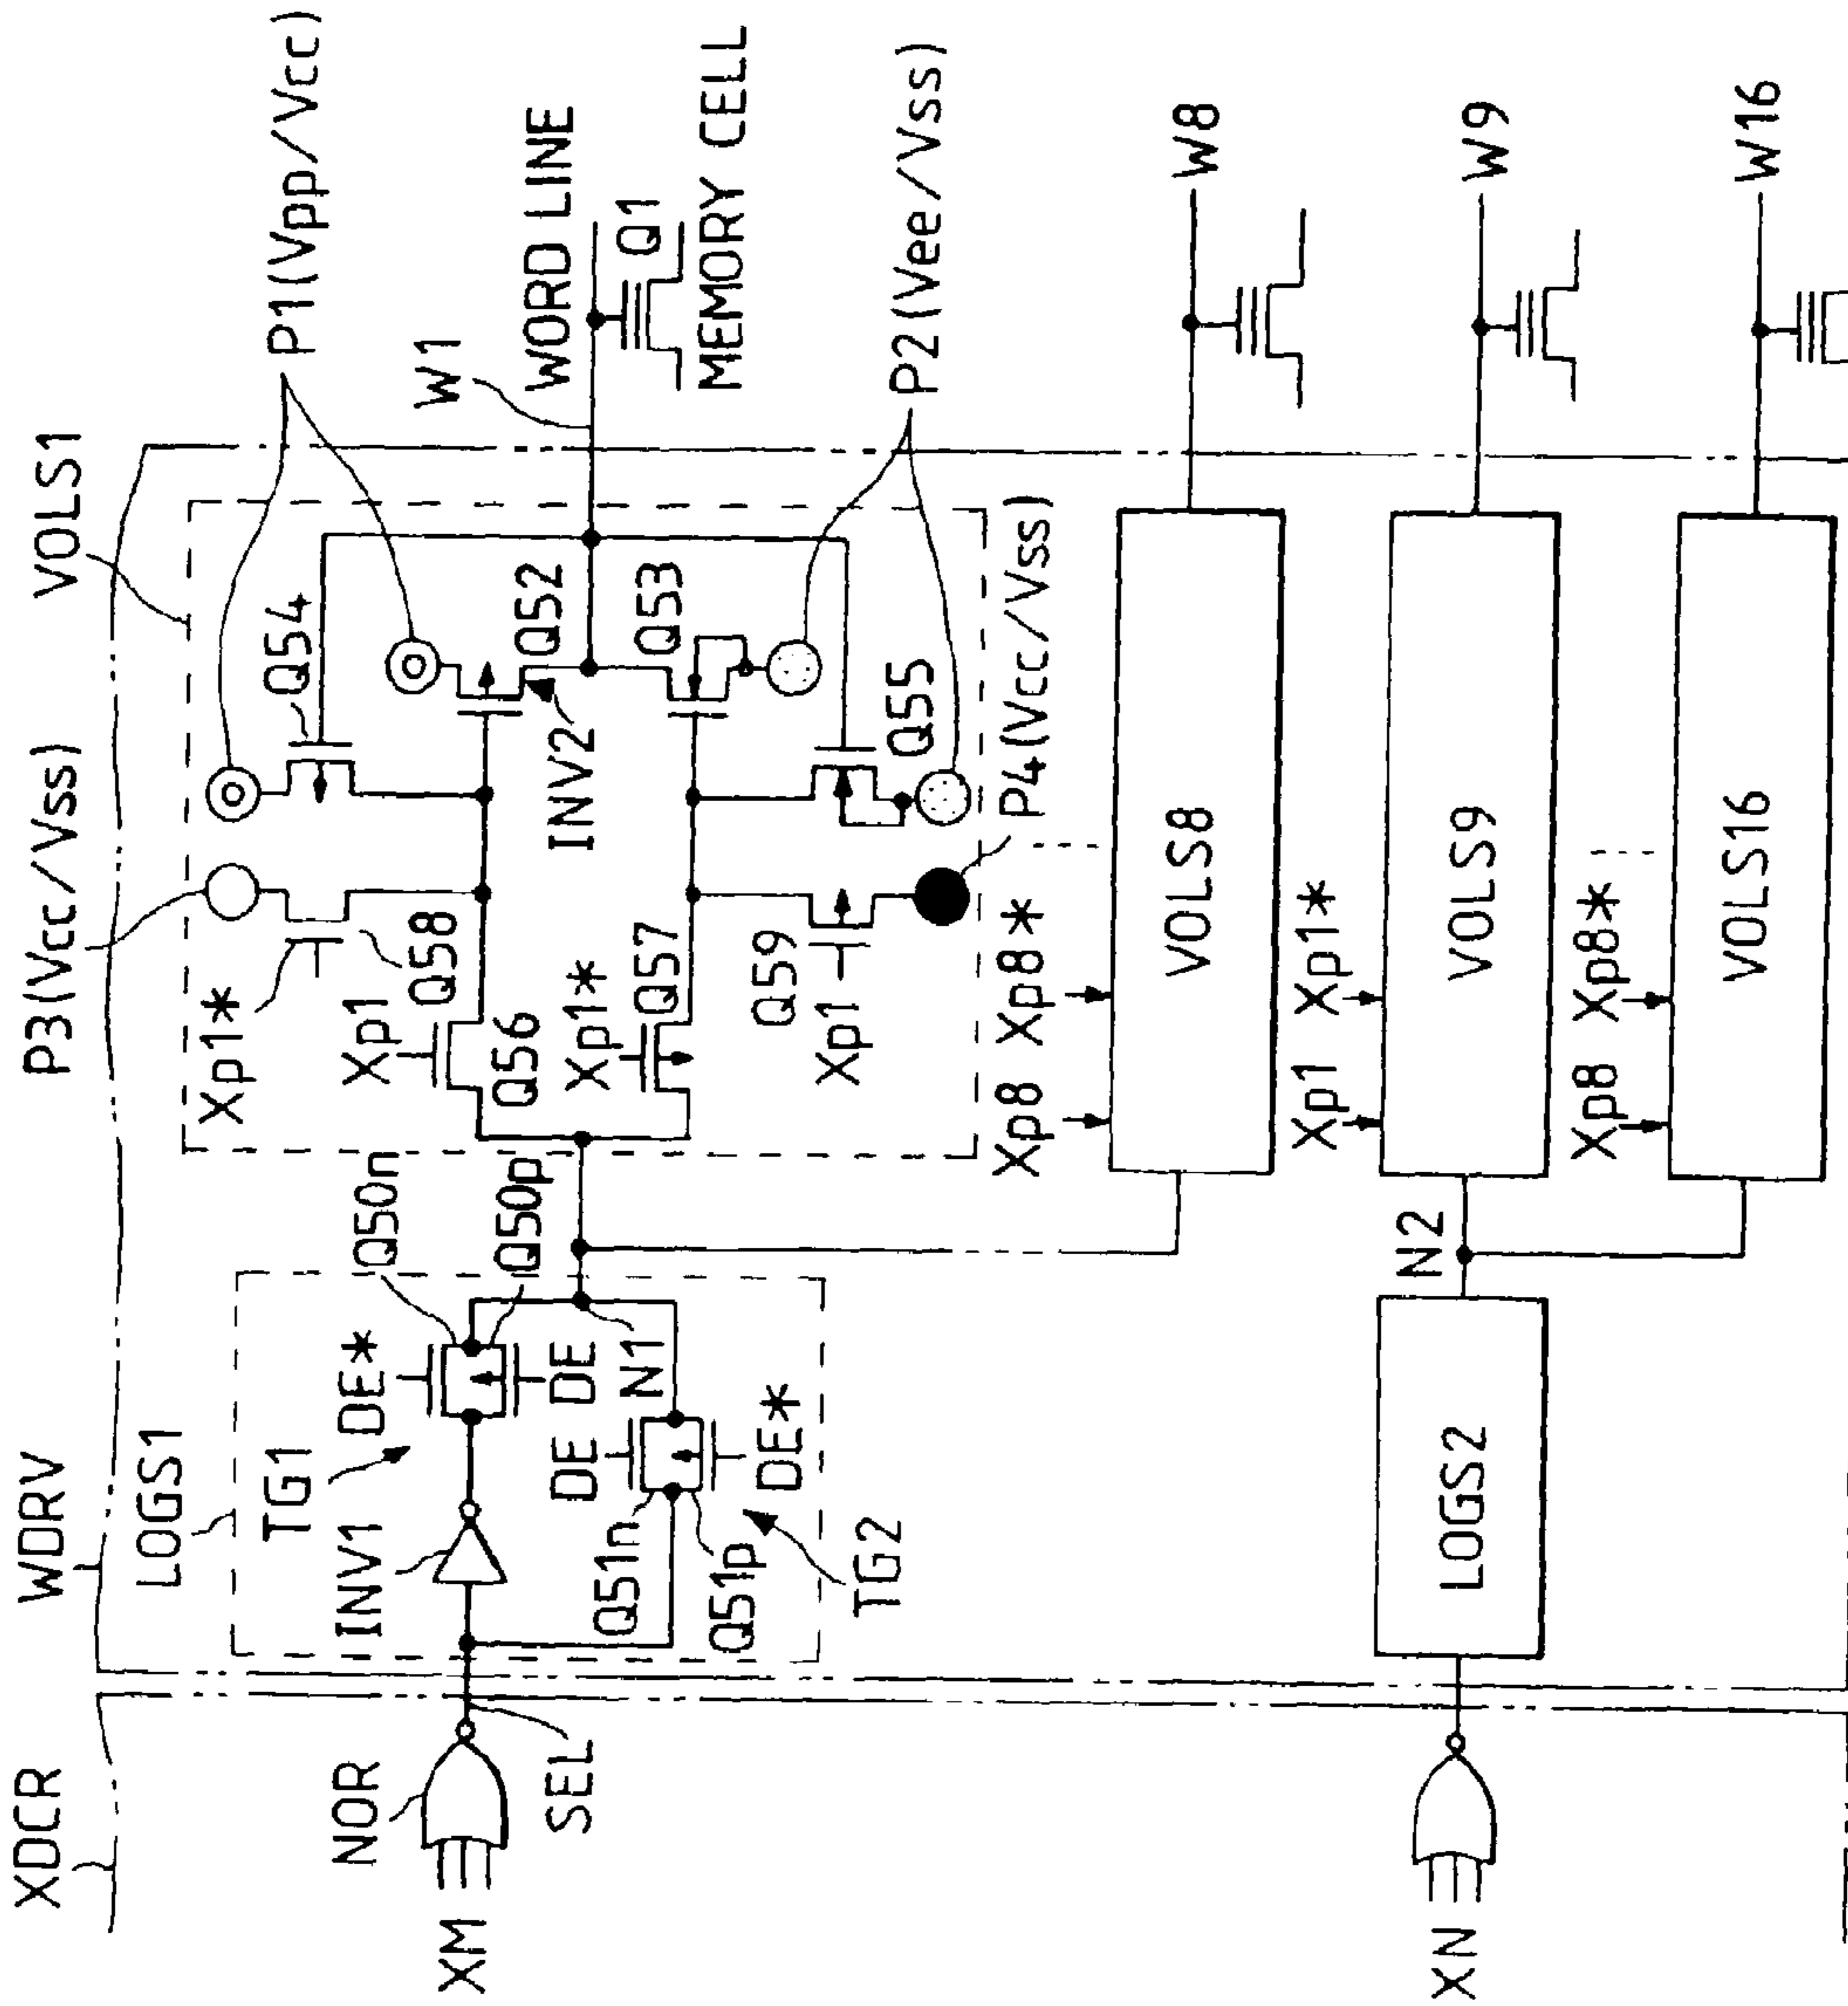 XDCR
WDRV
P3(Vcc/Vss)
VOLS1
P1(Vpp/Vcc)
LOGS1
Xp1*
Q54
TG1
DE*
Q50n
Xp1
Q58
W1
NOR
INV1
Q50p
Q56
INV2
Q52
WORD LINE
XM
SEL
DE
DE
N1
Xp1*
Q57
Q53
Q1
Q51n
MEMORY CELL
Q51p
DE*
Q59
Xp1
Q55
P2(Vee/Vss)
TG2
P4(Vcc/Vss)
Xp8
Xp8*
VOLS8
W8
Xp1
Xp1*
N2
VOLS9
W9
XN
LOGS2
Xp8
Xp8*
VOLS16
W16